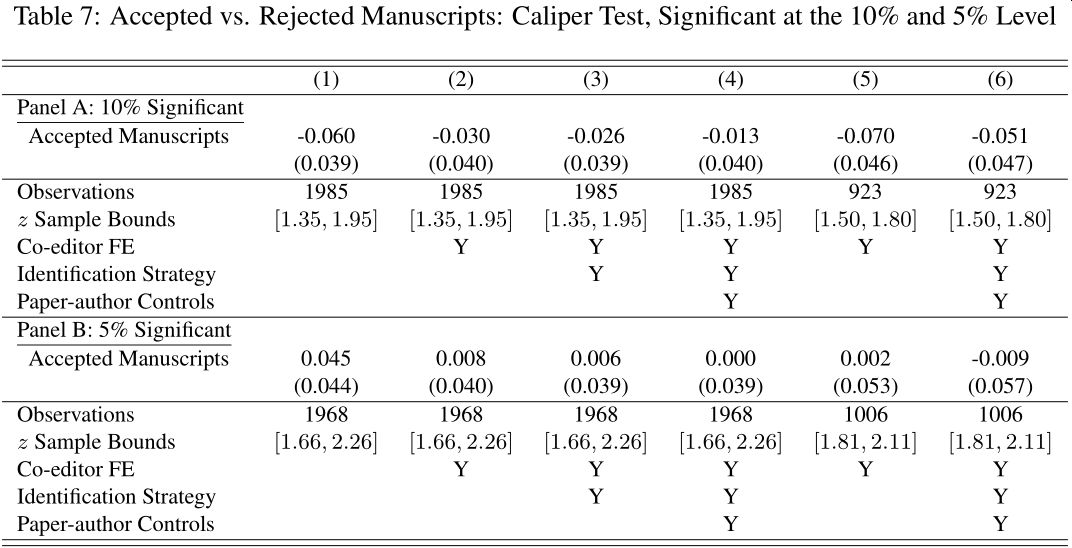 Table 7: Accepted vs. Rejected Manuscripts: Caliper Test, Significant at the 10% and 5% Level
(1) (2) (3) (4) (5) (6)
Panel A: 10% Significant
Accepted Manuscripts -0.060 -0.030 -0.026 -0.013 -0.070 -0.051
(0.039) (0.040) (0.039) (0.040) (0.046) (0.047)
Observations 1985 1985 1985 1985 923 923
z Sample Bounds [1.35, 1.95] [1.35, 1.95] [1.35, 1.95] [1.35, 1.95] [1.50, 1.80] [1.50, 1.80]
Co-editor FE Y Y Y Y Y
Identification Strategy Y Y Y
Paper-author Controls Y Y
Panel B: 5% Significant
Accepted Manuscripts 0.045 0.008 0.006 0.000 0.002 -0.009
(0.044) (0.040) (0.039) (0.039) (0.053) (0.057)
Observations 1968 1968 1968 1968 1006 1006
z Sample Bounds [1.66, 2.26] [1.66, 2.26] [1.66, 2.26] [1.66, 2.26] [1.81, 2.11] [1.81, 2.11]
Co-editor FE Y Y Y Y Y
Identification Strategy Y Y Y
Paper-author Controls Y Y